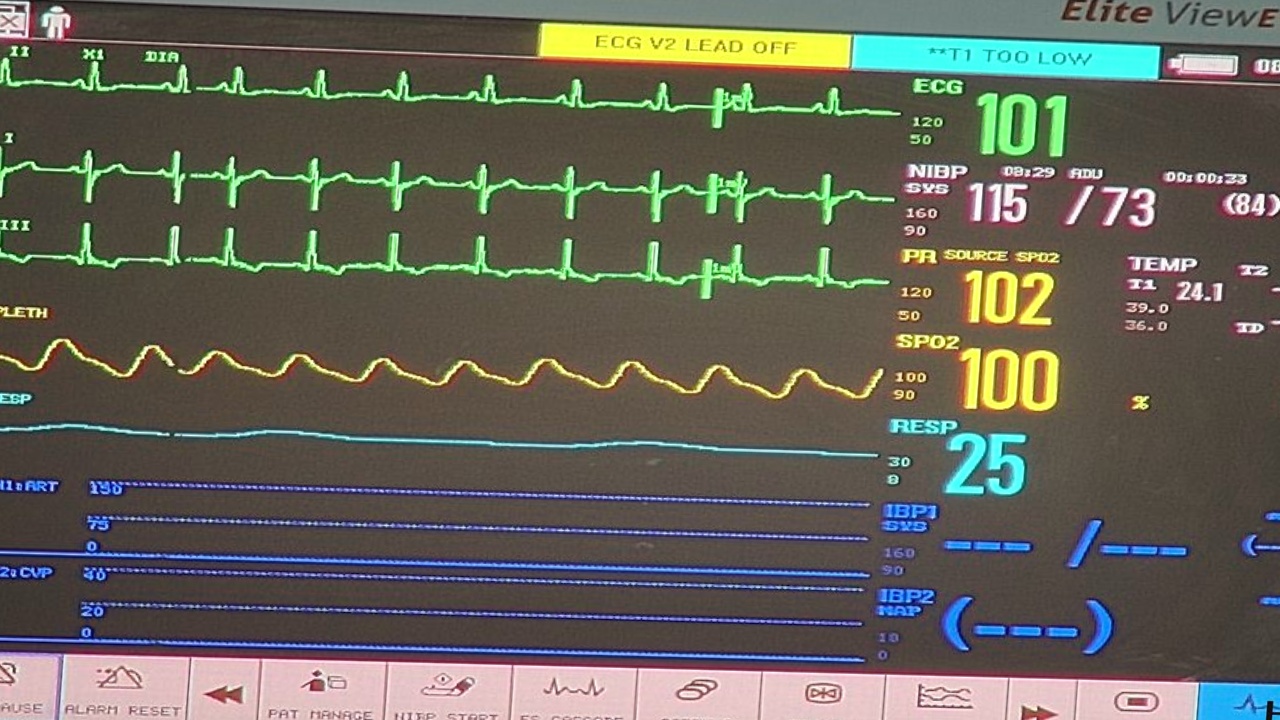 Elite ViewE
ECG V2 LEAD OFF
**T1 TOO LOW
II X1 DIA
ECG
120
50
101
I
NIBP 08:29 ADU 00:00:33
SYS
160
90
115 / 73 (84)
III
PR SOURCE SPO2
120
50
102
TEMP T2
T1 24.1
39.0
36.0 TD
PLETH
SPO2
100
90
100 %
ESP
RESP
30
8
25
1:ART
150
75
0
IBP1
SYS
160
90
--- / ---
(-
2:CVP
40
20
0
IBP2
MAP
10
0
(---)
AUSE
ALARM RESET
PAT MANAGE
NIBP START